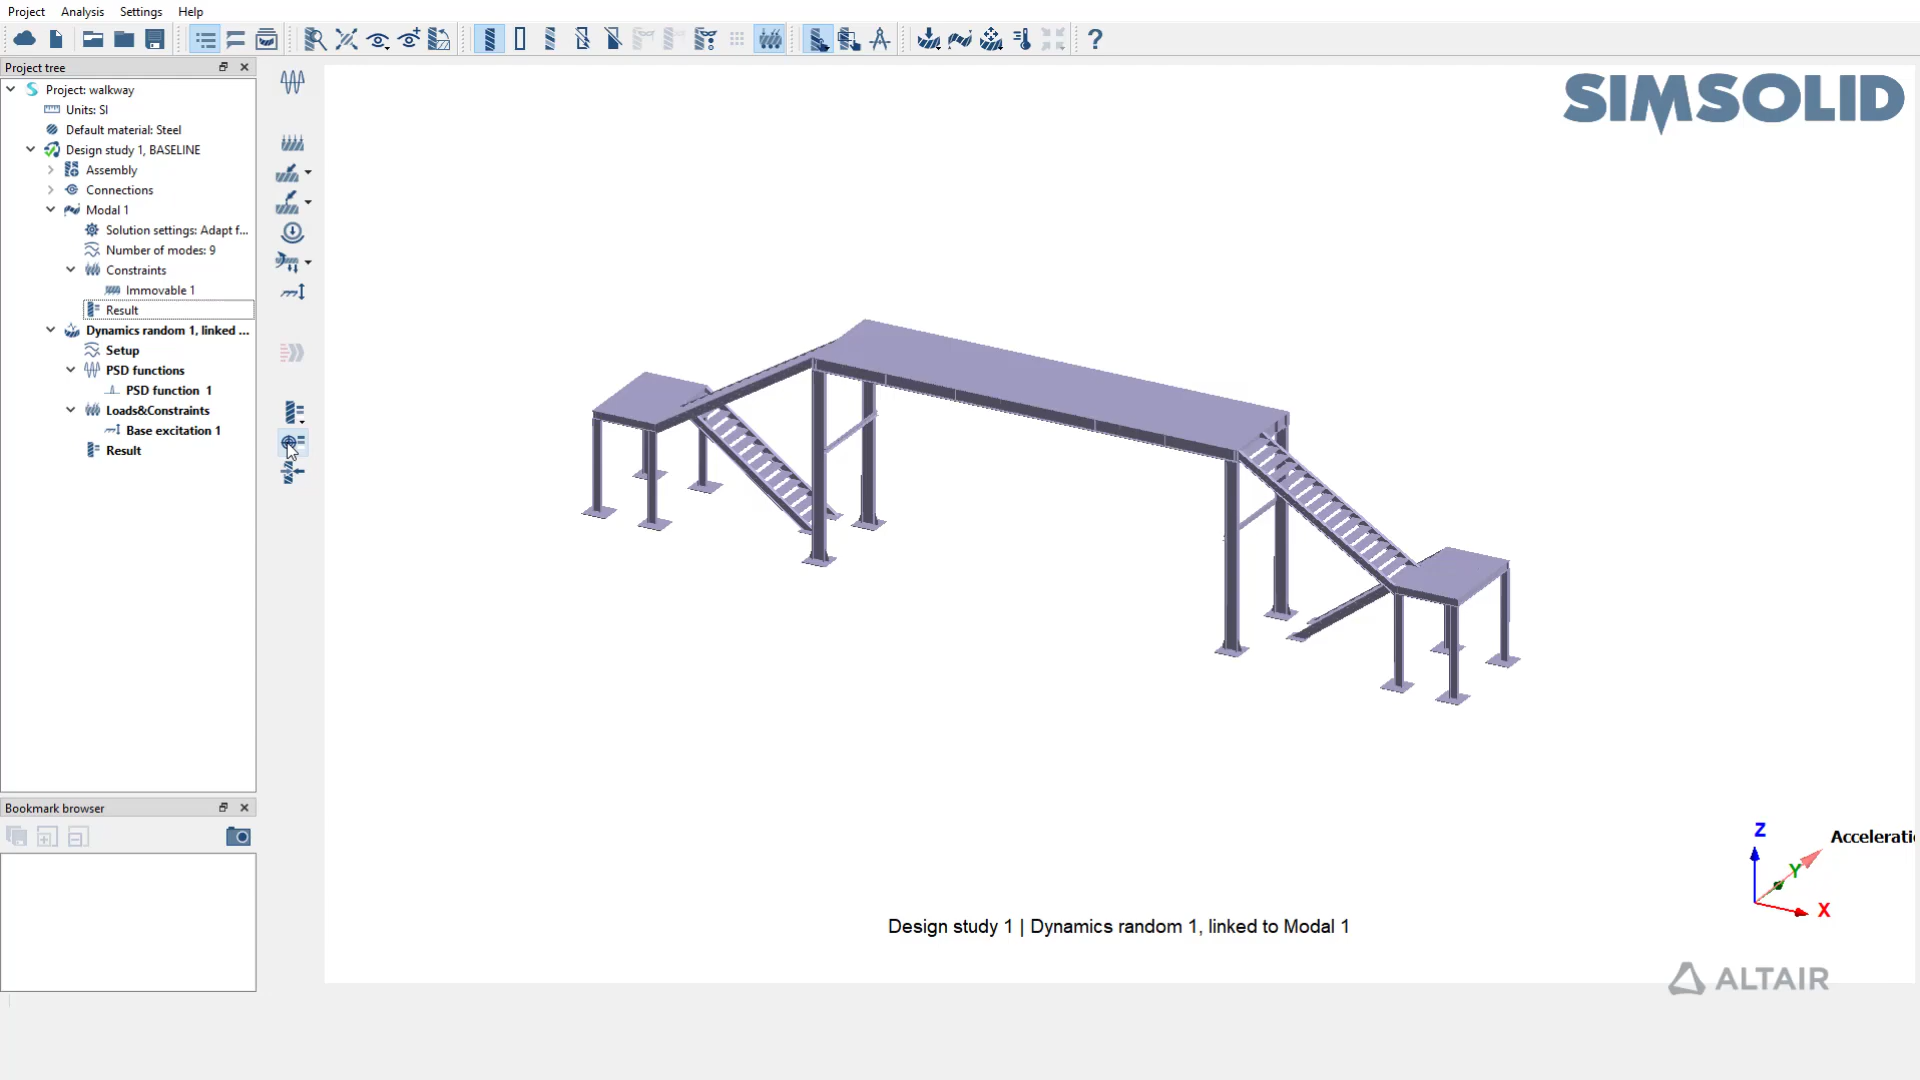 Project Analysis Settings Help
Project tree
SIMSOLID
Project: walkway
Units: SI
Default material: Steel
Design study 1, BASELINE
Assembly
Connections
Modal 1
Solution settings: Adapt f...
Number of modes: 9
Constraints
Immovable 1
Result
Dynamics random 1, linked ...
Setup
PSD functions
PSD function 1
Loads&Constraints
Base excitation 1
Result
Bookmark browser
Z
Accelerati
Y
X
Design study 1 | Dynamics random 1, linked to Modal 1
ALTAIR